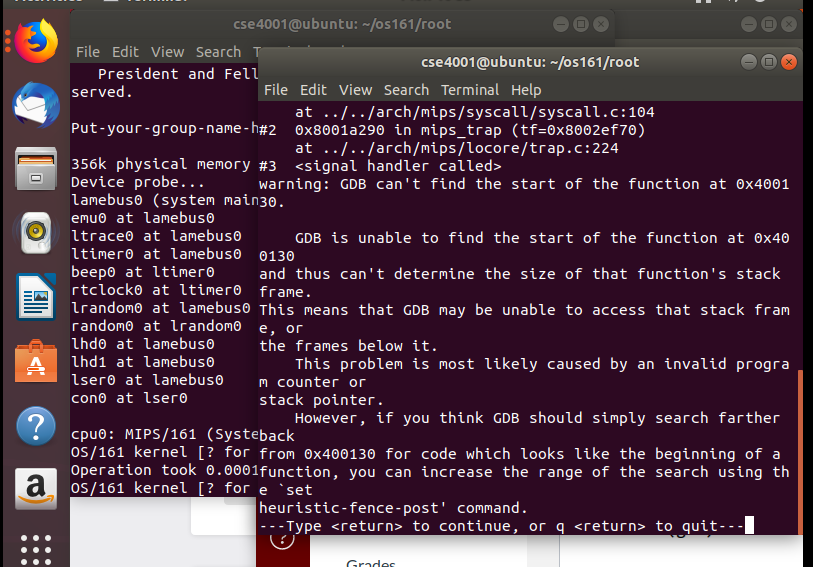 cse4001@ubuntu: ~/os161/root
File Edit View Search
President and Fell
served.
Put-your-group-name-h
356k physical memory
Device probe...
lamebus0 (system main
emu0 at lamebus0
ltrace0 at lamebus0
ltimer0 at lamebus0
beep0 at ltimer0
rtclock0 at ltimer0
lrandom0 at lamebus0
random0 at lrandom0
lhd0 at lamebus0
lhd1 at lamebus0
lser0 at lamebus0
con0 at lser0
cpu0: MIPS/161 (Syste
OS/161 kernel [? for
Operation took 0.0001
OS/161 kernel [? for
cse4001@ubuntu: ~/os161/root
File Edit View Search Terminal Help
at ../../arch/mips/syscall/syscall.c:104
#2 0x8001a290 in mips_trap (tf=0x8002ef70)
at ../../arch/mips/locore/trap.c:224
#3 <signal handler called>
warning: GDB can't find the start of the function at 0x4001
30.
GDB is unable to find the start of the function at 0x40
0130
and thus can't determine the size of that function's stack
frame.
This means that GDB may be unable to access that stack fram
e, or
the frames below it.
This problem is most likely caused by an invalid progra
m counter or
stack pointer.
However, if you think GDB should simply search farther
back
from 0x400130 for code which looks like the beginning of a
function, you can increase the range of the search using th
e `set
heuristic-fence-post' command.
---Type <return> to continue, or q <return> to quit---
Grades